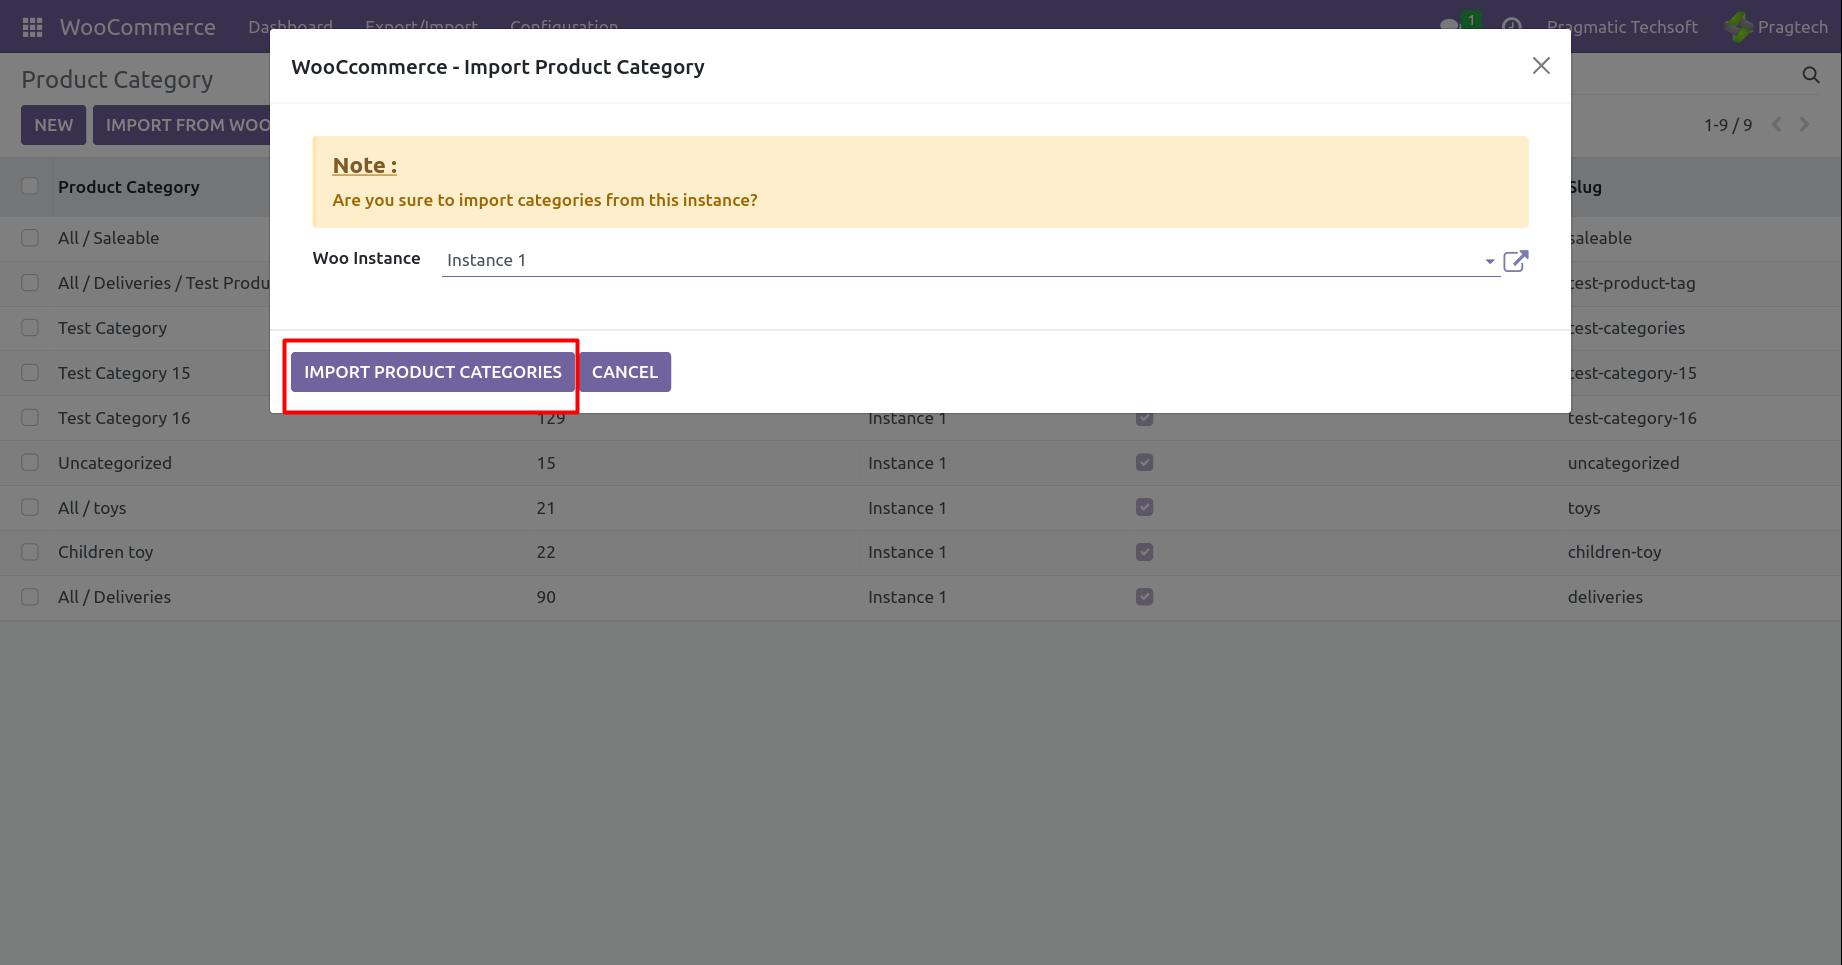 WooCommerce Dashboard Export/Import Configuration 1 Pragmatic Techsoft Pragtech
WooCcommerce - Import Product Category
Product Category
NEW IMPORT FROM WOO 1-9 / 9
Note :
Are you sure to import categories from this instance?
Product Category Slug
All / Saleable saleable
Woo Instance Instance 1
All / Deliveries / Test Produ test-product-tag
Test Category test-categories
Test Category 15 test-category-15
IMPORT PRODUCT CATEGORIES CANCEL
Test Category 16 129 Instance 1 test-category-16
Uncategorized 15 Instance 1 uncategorized
All / toys 21 Instance 1 toys
Children toy 22 Instance 1 children-toy
All / Deliveries 90 Instance 1 deliveries